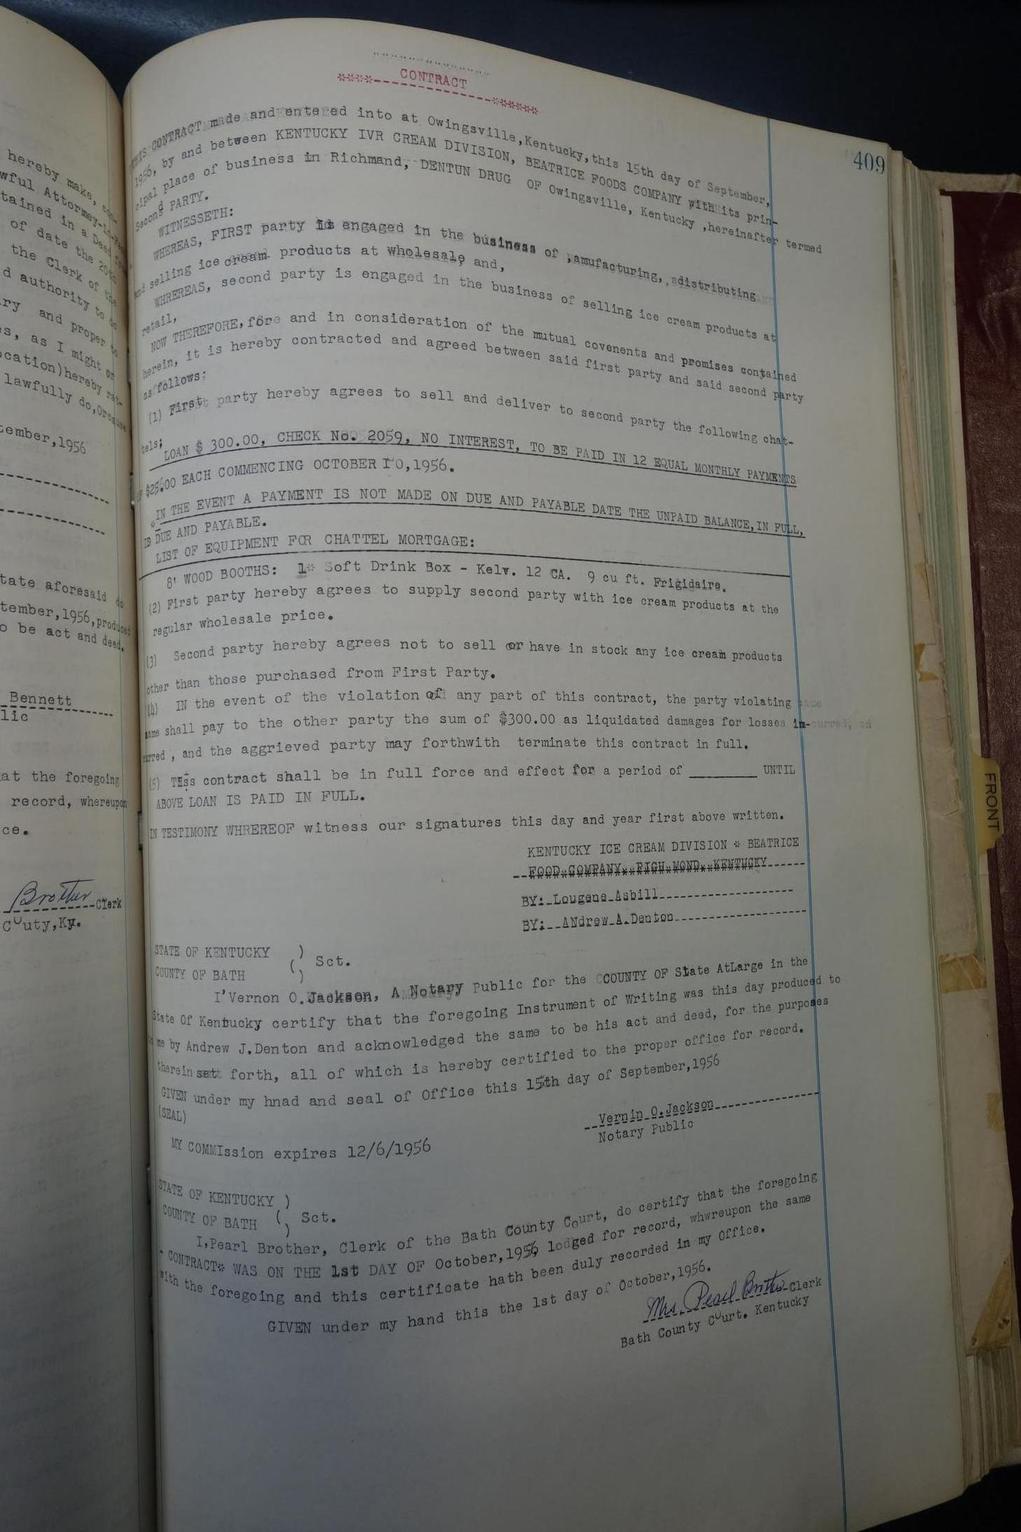 hereby make, con-
wful Attorney-in-Fac
tained in a Deed
of date the 20th
the Clerk of the
d authority to do
ry and proper to
s, as I might or
ocation)hereby rat-
lawfully do,Orcause
tember,1956
tate aforesaid do
tember,1956,produced
o be act and deed.
Bennett
lic
at the foregoing
record, whereupon
ce.
Brother Clerk
County,Ky.
409
CONTRACT
THIS CONTRACT made and entered into at Owingsville,Kentucky,this 15th day of September,
1956, by and between KENTUCKY IVR CREAM DIVISION, BEATRICE FOODS COMPANY with its prin-
cipal place of business in Richmand, DENTUN DRUG OF Owingsville, Kentucky ,hereinafter termed
Second PARTY.
WITNESSETH:
WHEREAS, FIRST party is engaged in the business of ,amufacturing, distributing
and selling ice cream products at wholesale and,
WHREREAS, second party is engaged in the business of selling ice cream products at
retail,
NOW THEREFORE,fore and in consideration of the mutual covenents and promises contained
herein, it is hereby contracted and agreed between said first party and said second party
as follows;
(1) First party hereby agrees to sell and deliver to second party the following chat-
tels;
LOAN $ 300.00, CHECK No. 2059, NO INTEREST, TO BE PAID IN 12 EQUAL MONTHLY PAYMENTS
OF $25.00 EACH COMMENCING OCTOBER 10,1956.
IN THE EVENT A PAYMENT IS NOT MADE ON DUE AND PAYABLE DATE THE UNPAID BALANCE,IN FULL,
IS DUE AND PAYABLE.
LIST OF EQUIPMENT FOR CHATTEL MORTGAGE:
8' WOOD BOOTHS: 1* Soft Drink Box - Kelv. 12 CA. 9 cu ft. Frigidaire.
(2) First party hereby agrees to supply second party with ice cream products at the
regular wholesale price.
(3) Second party hereby agrees not to sell or have in stock any ice cream products
other than those purchased from First Party.
(4) IN the event of the violation of any part of this contract, the party violating
same shall pay to the other party the sum of $300.00 as liquidated damages for losses in-
curred , and the aggrieved party may forthwith terminate this contract in full.
(5) THis contract shall be in full force and effect for a period of ________ UNTIL
ABOVE LOAN IS PAID IN FULL.
IN TESTIMONY WHREREOF witness our signatures this day and year first above written.
KENTUCKY ICE CREAM DIVISION * BEATRICE
FOOD COMPANY, RICH MOND, KENTUCKY
BY: Lougene Asbill
BY: ANdrew A.Denton
STATE OF KENTUCKY )
COUNTY OF BATH ( ) Sct.
I'Vernon O.Jackson, A Notary Public for the COUNTY OF State AtLarge in the
State Of Kentucky certify that the foregoing Instrument of Writing was this day produced to
to me by Andrew J.Denton and acknowledged the same to be his act and deed, for the purposes
therein set forth, all of which is hereby certified to the proper office for record.
GIVEN under my hnad and seal of Office this 15th day of September,1956
(SEAL)
Vernin O.Jackson
Notary Public
MY COMMIssion expires 12/6/1956
STATE OF KENTUCKY )
COUNTY OF BATH ( ) Sct.
I,Pearl Brother, Clerk of the Bath County Court, do certify that the foregoing
" CONTRACT* WAS ON THE 1st DAY OF October,1956, lodged for record, whwreupon the same
with the foregoing and this certificate hath been duly recorded in my Office.
GIVEN under my hand this the 1st day of October,1956.
Mrs. Pearl Brother Clerk
Bath County Court. Kentucky
FRONT